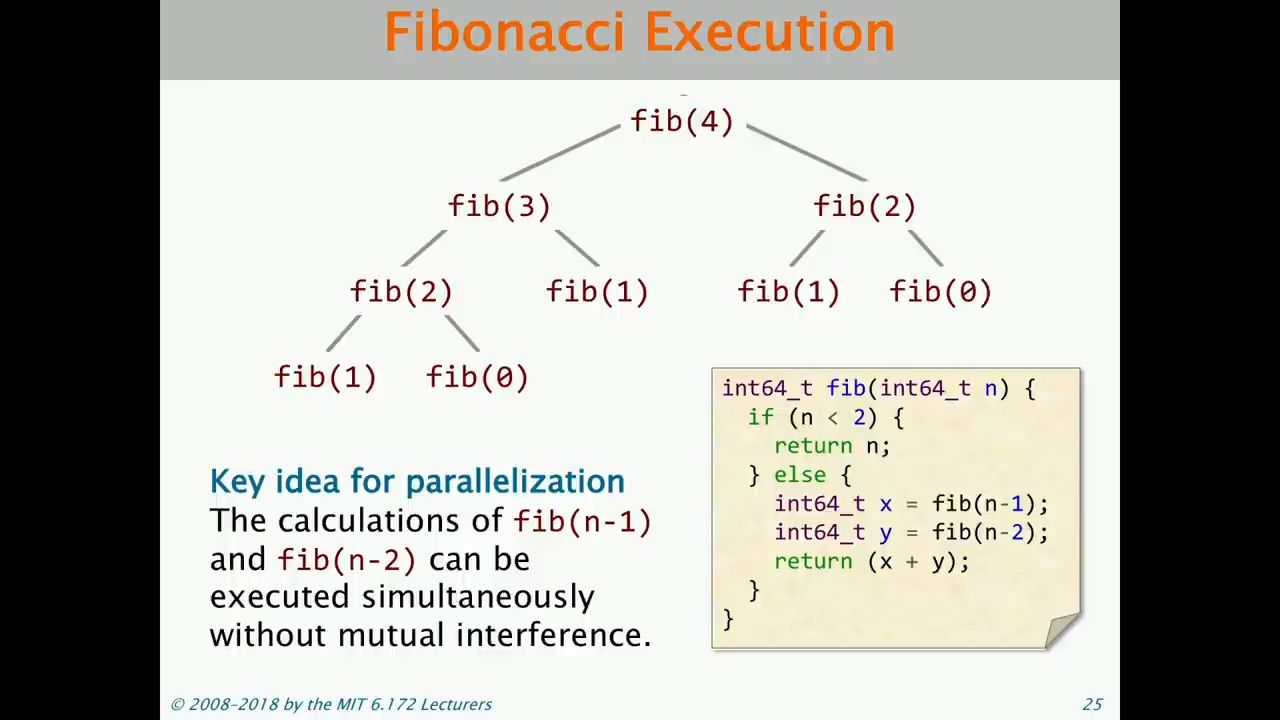 Fibonacci Execution
fib(4)
fib(3) fib(2)
fib(2) fib(1) fib(1) fib(0)
fib(1) fib(0)
Key idea for parallelization
The calculations of fib(n-1)
and fib(n-2) can be
executed simultaneously
without mutual interference.
int64_t fib(int64_t n) {
  if (n < 2) {
    return n;
  } else {
    int64_t x = fib(n-1);
    int64_t y = fib(n-2);
    return (x + y);
  }
}
© 2008–2018 by the MIT 6.172 Lecturers 25